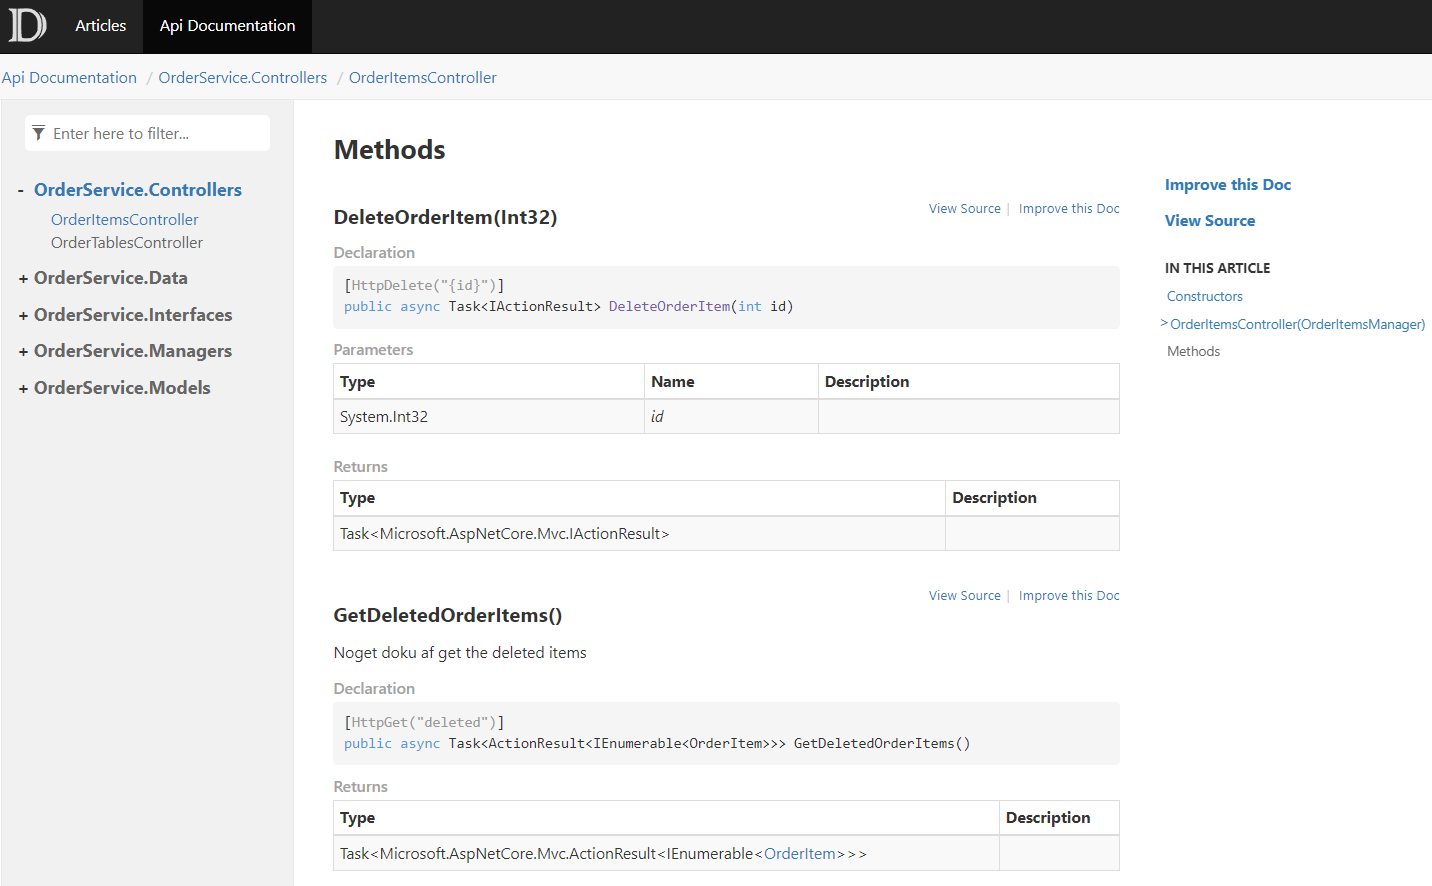 Articles
Api Documentation
Api Documentation / OrderService.Controllers / OrderItemsController
Enter here to filter...
- OrderService.Controllers
OrderItemsController
OrderTablesController
+ OrderService.Data
+ OrderService.Interfaces
+ OrderService.Managers
+ OrderService.Models
Methods
View Source | Improve this Doc
DeleteOrderItem(Int32)
Declaration
[HttpDelete("{id}")]
public async Task<IActionResult> DeleteOrderItem(int id)
Parameters
Type Name Description
System.Int32 id
Returns
Type Description
Task<Microsoft.AspNetCore.Mvc.IActionResult>
View Source | Improve this Doc
GetDeletedOrderItems()
Noget doku af get the deleted items
Declaration
[HttpGet("deleted")]
public async Task<ActionResult<IEnumerable<OrderItem>>> GetDeletedOrderItems()
Returns
Type Description
Task<Microsoft.AspNetCore.Mvc.ActionResult<IEnumerable<OrderItem>>>
Improve this Doc
View Source
IN THIS ARTICLE
Constructors
>OrderItemsController(OrderItemsManager)
Methods